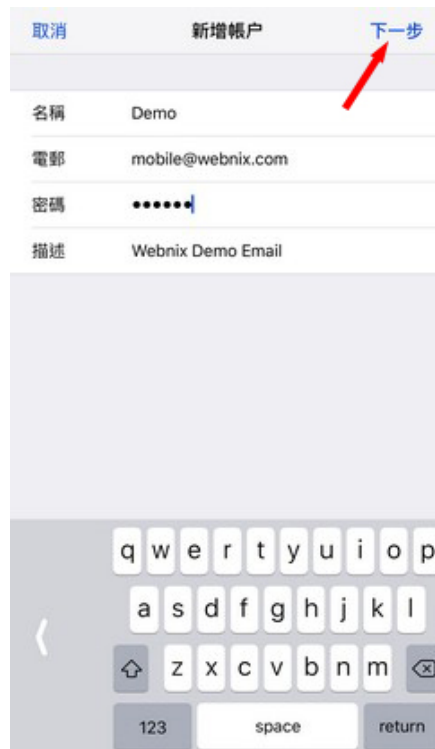 取消 新增帳戶 下一步
名稱 Demo
電郵 mobile@webnix.com
密碼 ••••••
描述 Webnix Demo Email
q w e r t y u i o p
a s d f g h j k l
z x c v b n m
123 space return